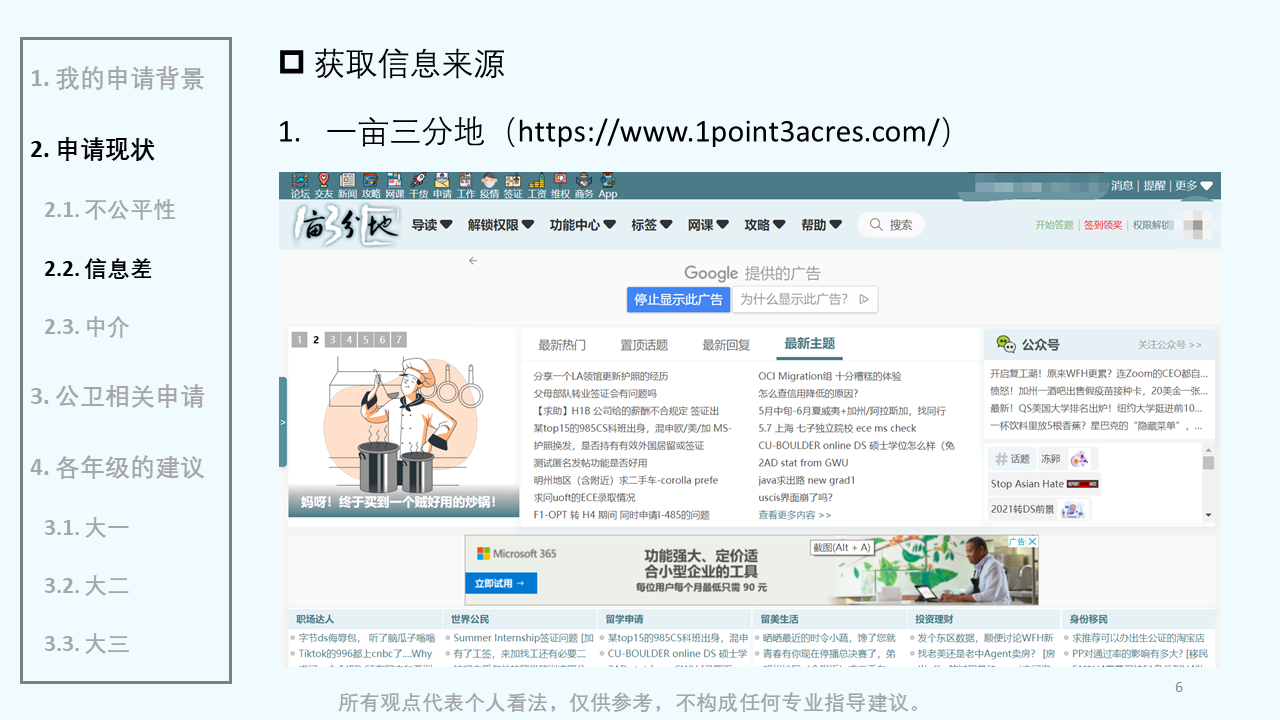 1. 我的申请背景
2. 申请现状
2.1. 不公平性
2.2. 信息差
2.3. 中介
3. 公卫相关申请
4. 各年级的建议
3.1. 大一
3.2. 大二
3.3. 大三
获取信息来源
1. 一亩三分地（https://www.1point3acres.com/）
论坛 交友 新闻 攻略 网课 干货 申请 工作 疫情 签证 工资 维权 商务 App
消息 | 提醒 | 更多
亩三分地
导读 解锁权限 功能中心 标签 网课 攻略 帮助 搜索
开始答题 | 签到领奖 | 权限解锁
Google 提供的广告
停止显示此广告 为什么显示此广告？
1 2 3 4 5 6 7
妈呀！终于买到一个贼好用的炒锅！
最新热门 置顶话题 最新回复 最新主题
分享一个LA领馆更新护照的经历
父母部队转业签证会有问题吗
【求助】H1B 公司给的薪酬不合规定 签证出
某top15的985CS科班出身，混申欧/美/加 MS-
护照换发，是否持有有效外国居留或签证
测试匿名发帖功能是否好用
明州地区（含附近）求二手车-corolla prefe
求问uoft的ECE录取情况
F1-OPT 转 H4 期间 同时申请I-485的问题
OCI Migration组 十分糟糕的体验
怎么查信用降低的原因？
5月中旬-6月夏威夷+加州/阿拉斯加，找同行
5.7 上海 七子独立院校 ece ms check
CU-BOULDER online DS 硕士学位怎么样（免
2AD stat from GWU
java求出路 new grad1
uscis界面崩了吗？
查看更多内容 >>
公众号 关注公众号 >>
开启复工潮！原来WFH更累？连Zoom的CEO都自...
愤怒！加州一酒吧出售假疫苗接种卡，20美金一张...
最新！QS美国大学排名出炉！纽约大学挺进前10...
一杯饮料里放5根香蕉？星巴克的“隐藏菜单”，...
# 话题 冻卵
Stop Asian Hate
2021转DS前景
Microsoft 365
立即试用 →
功能强大、定价适
合小型企业的工具
每位用户每个月最低只需 90 元
截图(Alt + A)
广告
职场达人 世界公民 留学申请 留美生活 投资理财 身份移民
字节ds侮辱包， 听了脑瓜子嗡嗡 Summer Internship签证问题 [加 某top15的985CS科班出身，混申 晒晒最近的时令小蔬，馋了您就 发个东区数据，顺便讨论WFH新 求推荐可以办出生公证的淘宝店
Tiktok的996都上cnbc了....Why 有了工签，来加找工还有必要二 CU-BOULDER online DS 硕士学 青春有你现在停播总决赛了，弟 找老美还是老中Agent卖房？ [房 PP对通过率的影响有多大？[移民
所有观点代表个人看法，仅供参考，不构成任何专业指导建议。
6